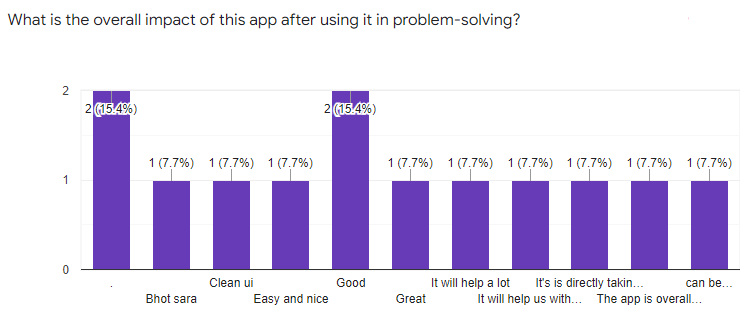 What is the overall impact of this app after using it in problem-solving?
2
2 (15.4%)
2 (15.4%)
1 (7.7%)
1 (7.7%)
1 (7.7%)
1 (7.7%)
1 (7.7%)
1 (7.7%)
1 (7.7%)
1 (7.7%)
1 (7.7%)
1
0
.
Clean ui
Good
It will help a lot
It's is directly takin...
can be...
Bhot sara
Easy and nice
Great
It will help us with...
The app is overall...